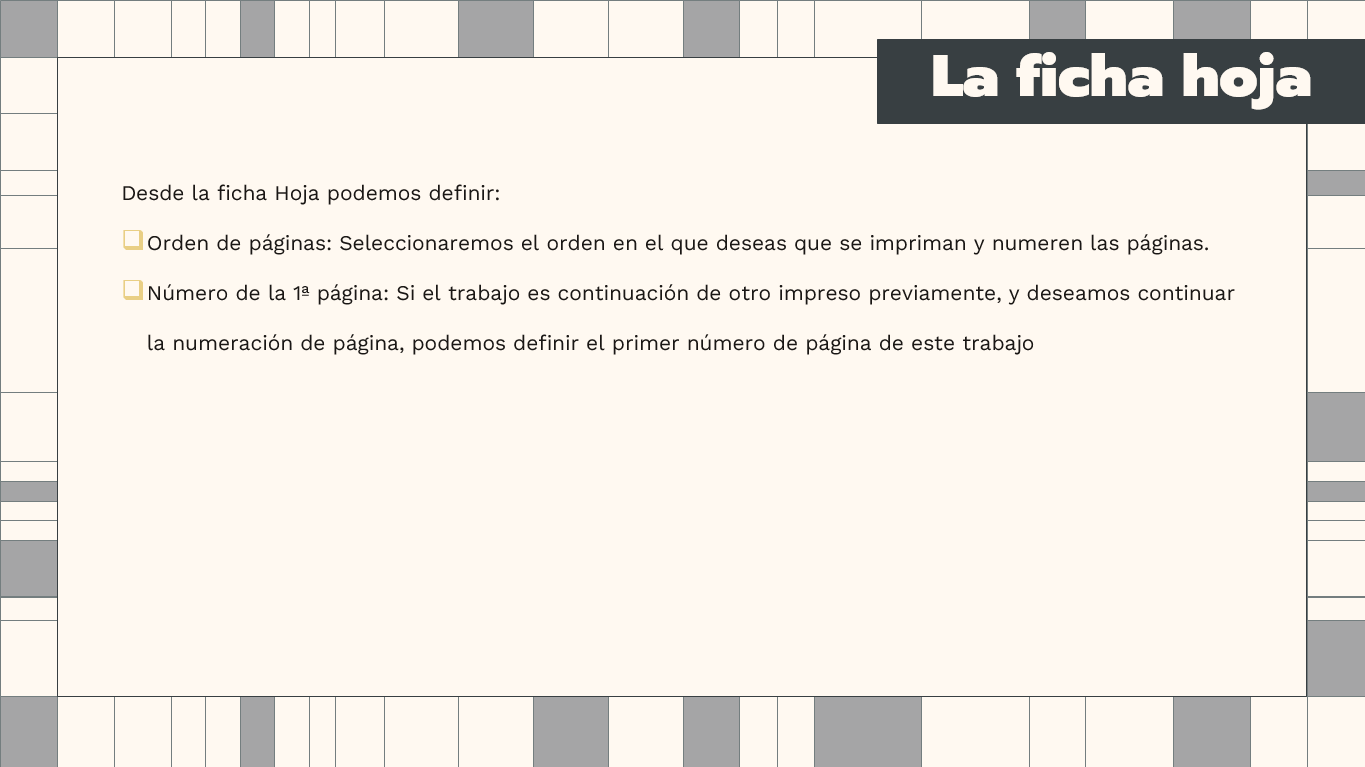 La ficha hoja
Desde la ficha Hoja podemos definir:
Orden de páginas: Seleccionaremos el orden en el que deseas que se impriman y numeren las páginas.
Número de la 1ª página: Si el trabajo es continuación de otro impreso previamente, y deseamos continuar
la numeración de página, podemos definir el primer número de página de este trabajo